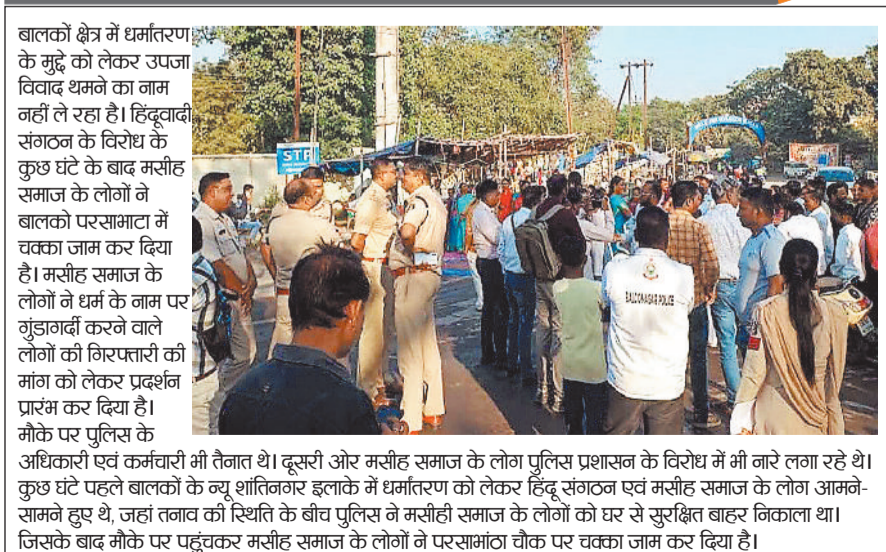 बालकों क्षेत्र में धर्मांतरण
के मुद्दे को लेकर उपजा
विवाद थमने का नाम
नहीं ले रहा है। हिंदूवादी
संगठन के विरोध के
कुछ घंटे के बाद मसीह
समाज के लोगों ने
बालको परसाभाटा में
चक्का जाम कर दिया
है। मसीह समाज के
लोगों ने धर्म के नाम पर
गुंडागर्दी करने वाले
लोगों की गिरफ्तारी की
मांग को लेकर प्रदर्शन
प्रारंभ कर दिया है।
मौके पर पुलिस के
अधिकारी एवं कर्मचारी भी तैनात थे। दूसरी ओर मसीह समाज के लोग पुलिस प्रशासन के विरोध में भी नारे लगा रहे थे।
कुछ घंटे पहले बालकों के न्यू शांतिनगर इलाके में धर्मांतरण को लेकर हिंदू संगठन एवं मसीह समाज के लोग आमने-
सामने हुए थे, जहां तनाव की स्थिति के बीच पुलिस ने मसीही समाज के लोगों को घर से सुरक्षित बाहर निकाला था।
जिसके बाद मौके पर पहुंचकर मसीह समाज के लोगों ने परसाभांठा चौक पर चक्का जाम कर दिया है।
STP
BALCONAGAR POLICE